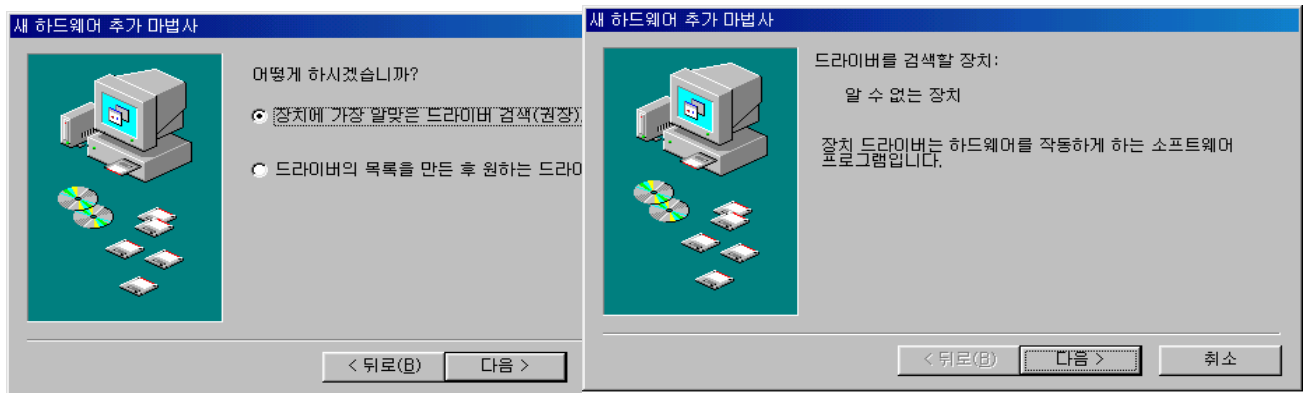 새 하드웨어 추가 마법사
어떻게 하시겠습니까?
장치에 가장 알맞은 드라이버 검색(권장)
드라이버의 목록을 만든 후 원하는 드라이
< 뒤로(B)
다음 >
새 하드웨어 추가 마법사
드라이버를 검색할 장치:
알 수 없는 장치
장치 드라이버는 하드웨어를 작동하게 하는 소프트웨어
프로그램입니다.
< 뒤로(B)
다음 >
취소